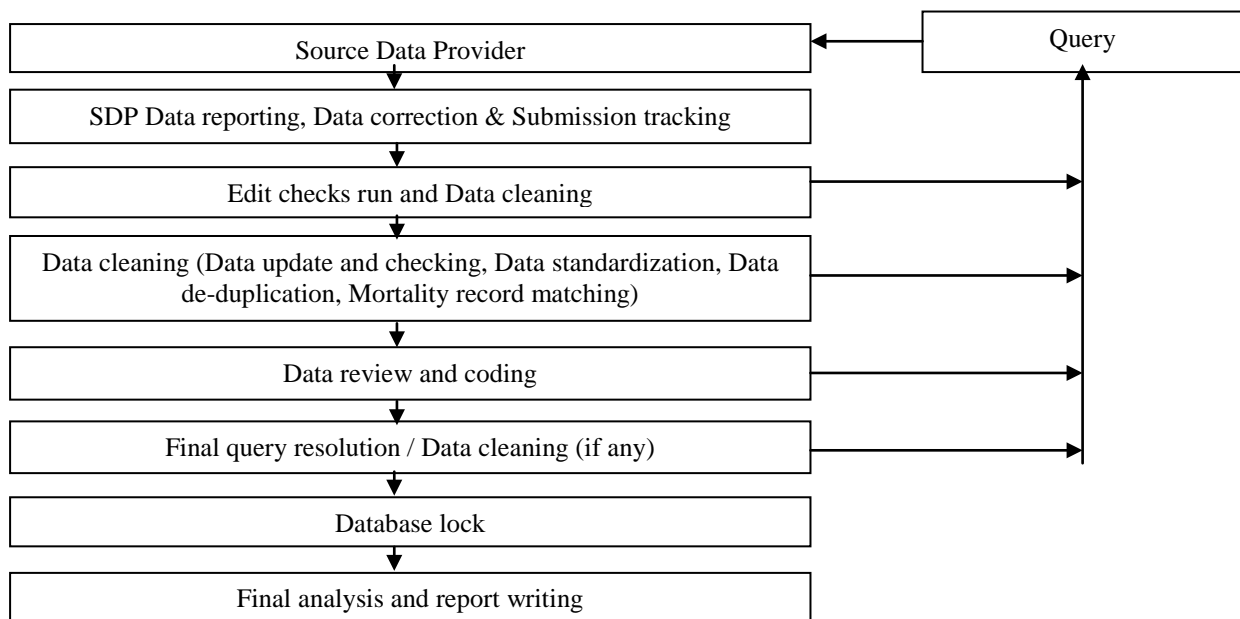 Source Data Provider
Query
SDP Data reporting, Data correction & Submission tracking
Edit checks run and Data cleaning
Data cleaning (Data update and checking, Data standardization, Data
de-duplication, Mortality record matching)
Data review and coding
Final query resolution / Data cleaning (if any)
Database lock
Final analysis and report writing